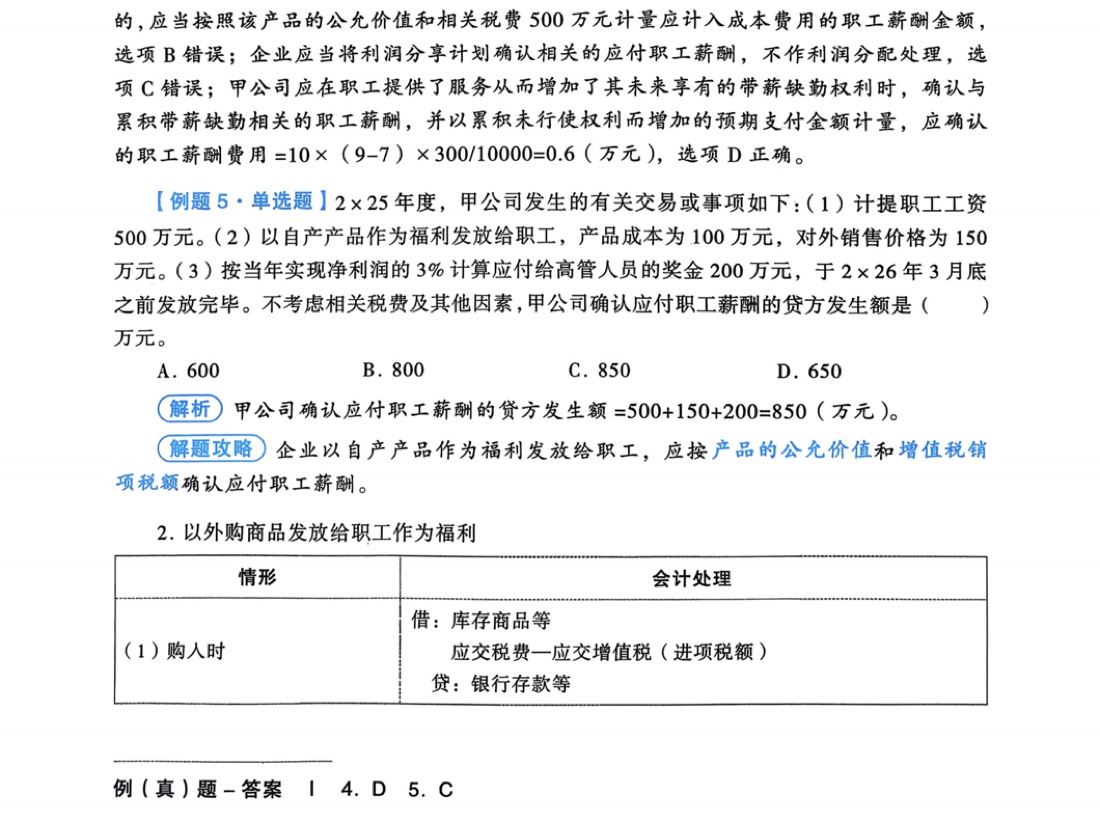 的，应当按照该产品的公允价值和相关税费 500 万元计量应计入成本费用的职工薪酬金额，
选项 B 错误；企业应当将利润分享计划确认相关的应付职工薪酬，不作利润分配处理，选
项 C 错误；甲公司应在职工提供了服务从而增加了其未来享有的带薪缺勤权利时，确认与
累积带薪缺勤相关的职工薪酬，并以累积未行使权利而增加的预期支付金额计量，应确认
的职工薪酬费用 =10×（9-7）×300/10000=0.6（万元），选项 D 正确。
【例题 5·单选题】2×25 年度，甲公司发生的有关交易或事项如下：（1）计提职工工资
500 万元。（2）以自产产品作为福利发放给职工，产品成本为 100 万元，对外销售价格为 150
万元。（3）按当年实现净利润的 3% 计算应付给高管人员的奖金 200 万元，于 2×26 年 3 月底
之前发放完毕。不考虑相关税费及其他因素，甲公司确认应付职工薪酬的贷方发生额是（　　）
万元。
A. 600　B. 800　C. 850　D. 650
解析 甲公司确认应付职工薪酬的贷方发生额 =500+150+200=850（万元）。
解题攻略 企业以自产产品作为福利发放给职工，应按产品的公允价值和增值税销
项税额确认应付职工薪酬。
2. 以外购商品发放给职工作为福利
情形　会计处理
（1）购入时
借：库存商品等
应交税费—应交增值税（进项税额）
贷：银行存款等
例（真）题 – 答案 | 4. D 5. C